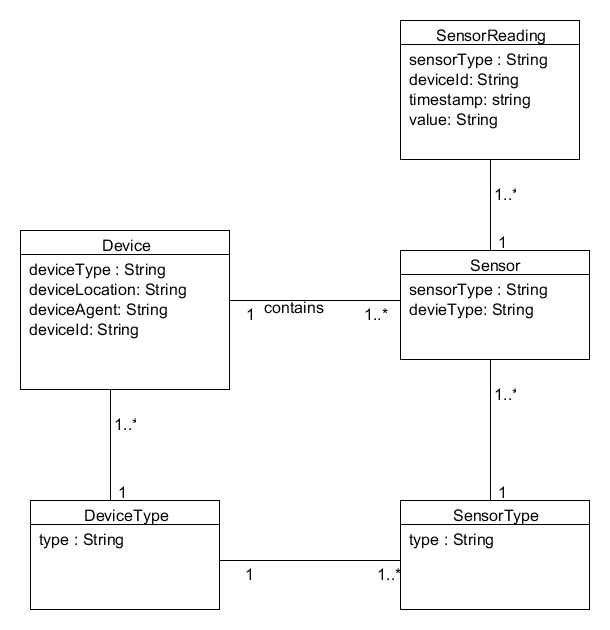 SensorReading
sensorType : String
deviceId: String
timestamp: string
value: String
1..*
1
Device
deviceType : String
deviceLocation: String
deviceAgent: String
deviceId: String
Sensor
sensorType : String
devieType: String
1
contains
1..*
1..*
1..*
1
1
DeviceType
type : String
SensorType
type : String
1
1..*